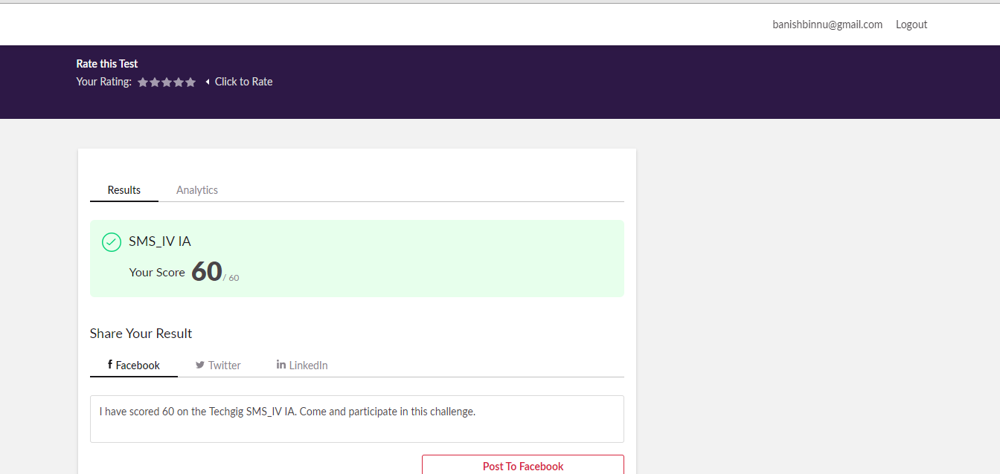 banishbinnu@gmail.com Logout
Rate this Test
Your Rating: Click to Rate
Results Analytics
SMS_IV IA
Your Score 60 / 60
Share Your Result
Facebook Twitter LinkedIn
I have scored 60 on the Techgig SMS_IV IA. Come and participate in this challenge.
Post To Facebook